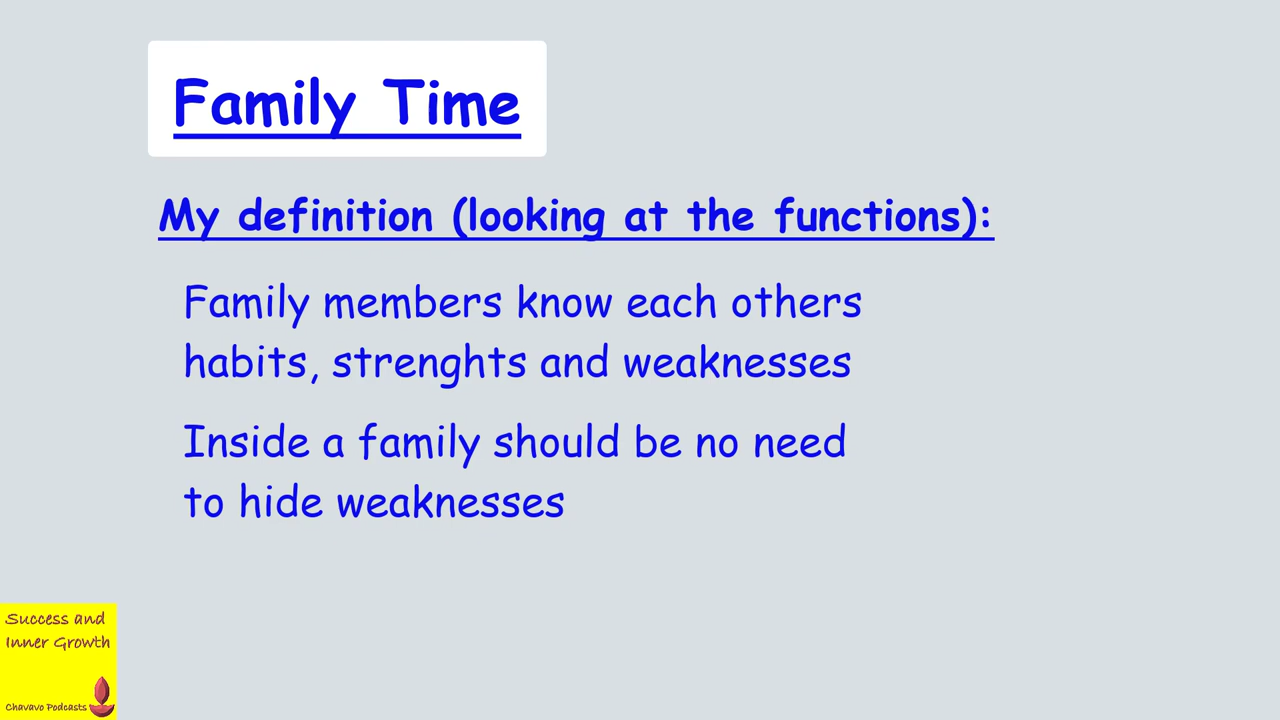 Family Time
My definition (looking at the functions):
Family members know each others
habits, strenghts and weaknesses
Inside a family should be no need
to hide weaknesses
Success and
Inner Growth
Chavavo Podcasts